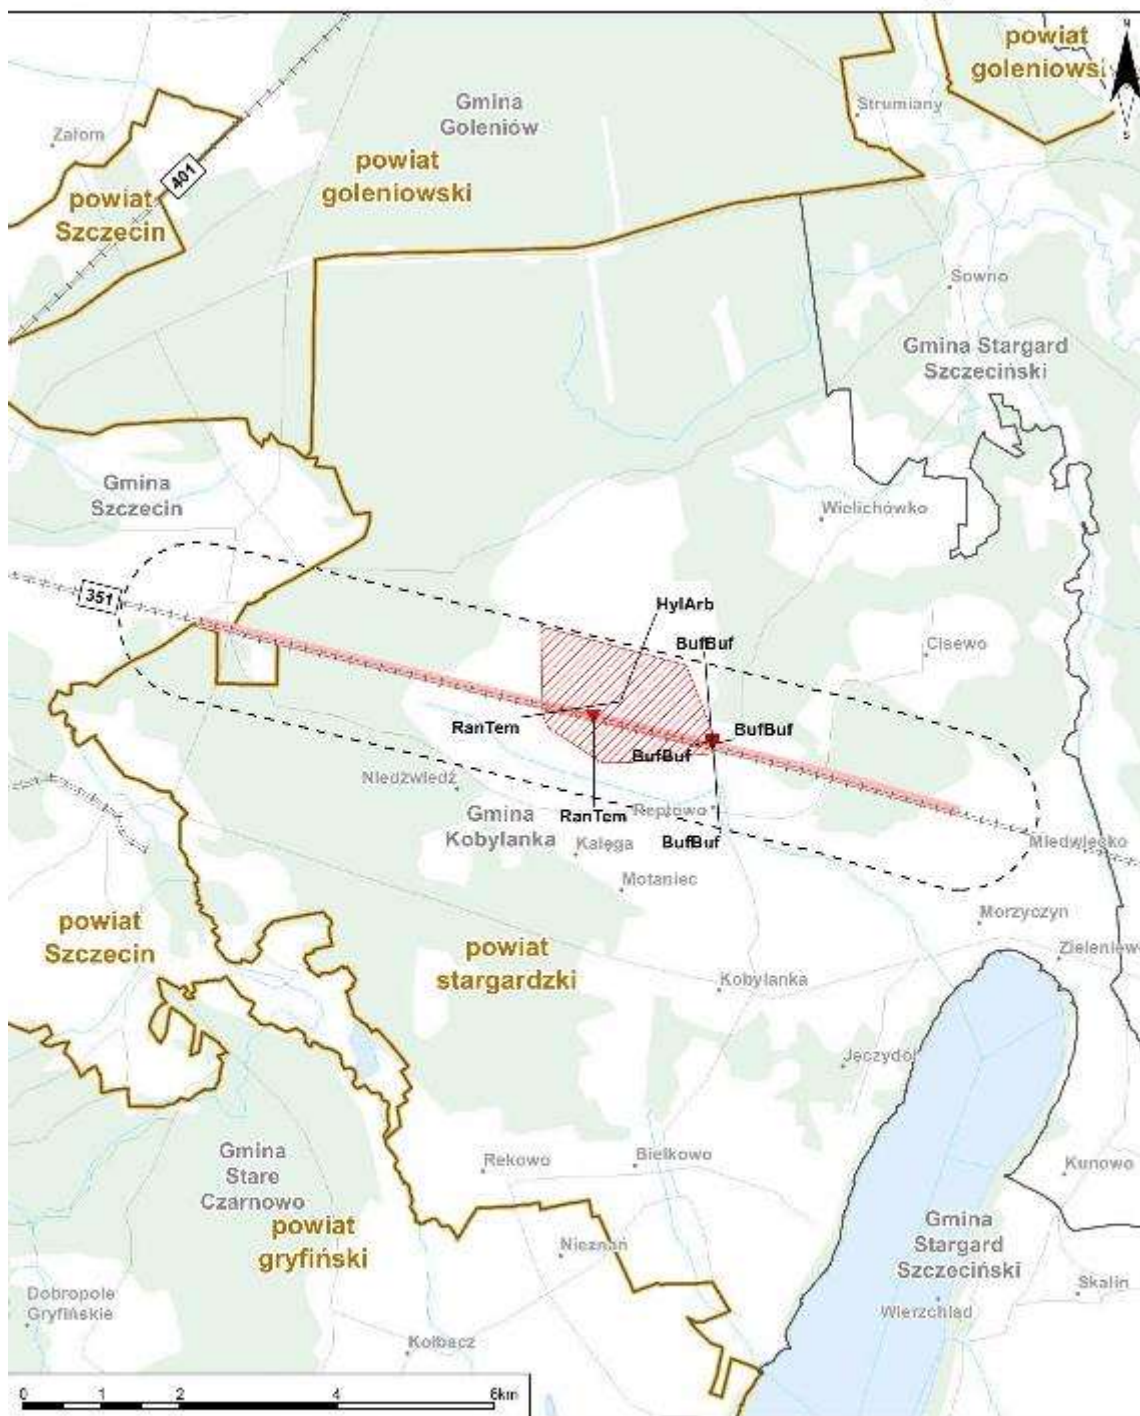 N
powiat
goleniowski
S
Gmina
Goleniów
Strumiany
Załom
401
powiat
goleniowski
powiat
Szczecin
Sowno
Gmina Stargard
Szczeciński
Gmina
Szczecin
Wielichówko
351
HylArb
BufBuf
Cisewo
RanTem
BufBuf
BufBuf
Niedźwiedź
RanTem
Reptowo
Gmina
Kobylanka
Kałęga
BufBuf
Miedwiecko
Motaniec
powiat
Szczecin
Morzyczyn
powiat
stargardzki
Zieleniewo
Kobylanka
Jęczydół
Gmina
Stare
Czarnowo
Rekowo
Bielkowo
Kunowo
powiat
gryfiński
Gmina
Stargard
Szczeciński
Nieznań
Dobropole
Gryfińskie
Skalin
Wierzchląd
Kołbacz
0 1 2 4 6km